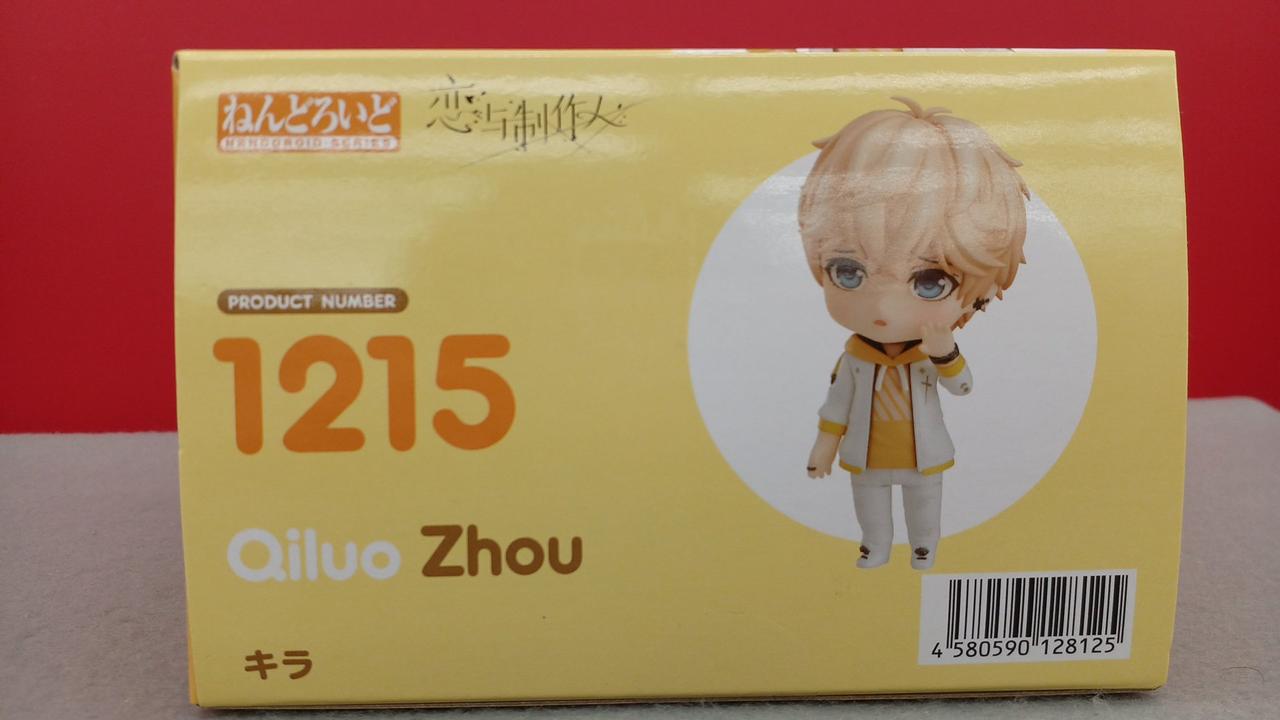 ねんどろいど
NENDOROID SERIES
恋与制作人
PRODUCT NUMBER
1215
Qiluo Zhou
キラ
4 580590 128125